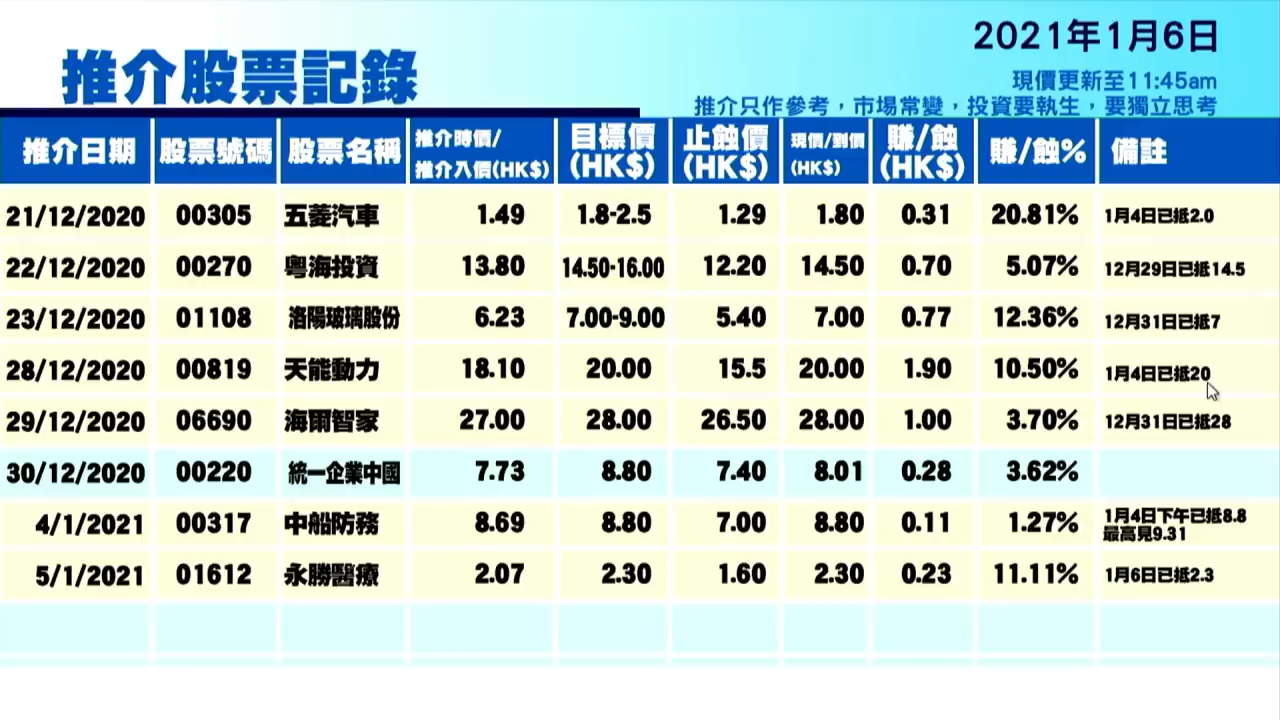 推介股票記錄
2021年1月6日
現價更新至11:45am
推介只作參考，市場常變，投資要執生，要獨立思考
推介日期 股票號碼 股票名稱 推介時價/推介入價(HK$) 目標價(HK$) 止蝕價(HK$) 現價/到價(HK$) 賺/蝕(HK$) 賺/蝕% 備註
21/12/2020 00305 五菱汽車 1.49 1.8-2.5 1.29 1.80 0.31 20.81% 1月4日已抵2.0
22/12/2020 00270 粵海投資 13.80 14.50-16.00 12.20 14.50 0.70 5.07% 12月29日已抵14.5
23/12/2020 01108 洛陽玻璃股份 6.23 7.00-9.00 5.40 7.00 0.77 12.36% 12月31日已抵7
28/12/2020 00819 天能動力 18.10 20.00 15.5 20.00 1.90 10.50% 1月4日已抵20
29/12/2020 06690 海爾智家 27.00 28.00 26.50 28.00 1.00 3.70% 12月31日已抵28
30/12/2020 00220 統一企業中國 7.73 8.80 7.40 8.01 0.28 3.62%
4/1/2021 00317 中船防務 8.69 8.80 7.00 8.80 0.11 1.27% 1月4日下午已抵8.8 最高見9.31
5/1/2021 01612 永勝醫療 2.07 2.30 1.60 2.30 0.23 11.11% 1月6日已抵2.3